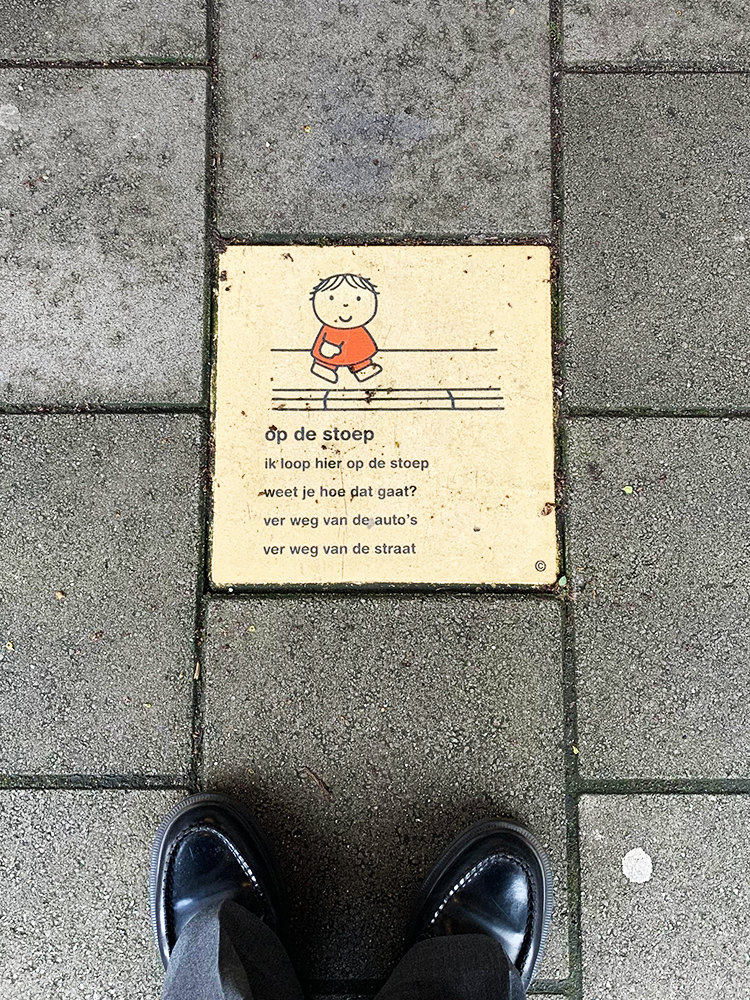 op de stoep
ik loop hier op de stoep
weet je hoe dat gaat?
ver weg van de auto's
ver weg van de straat
©